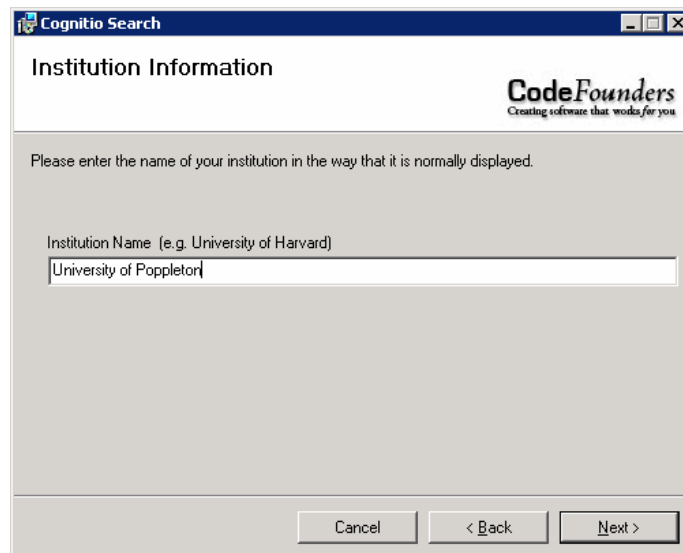 Cognitio Search
Institution Information
CodeFounders
Creating software that works for you
Please enter the name of your institution in the way that it is normally displayed.
Institution Name (e.g. University of Harvard)
University of Poppleton
Cancel
< Back
Next >